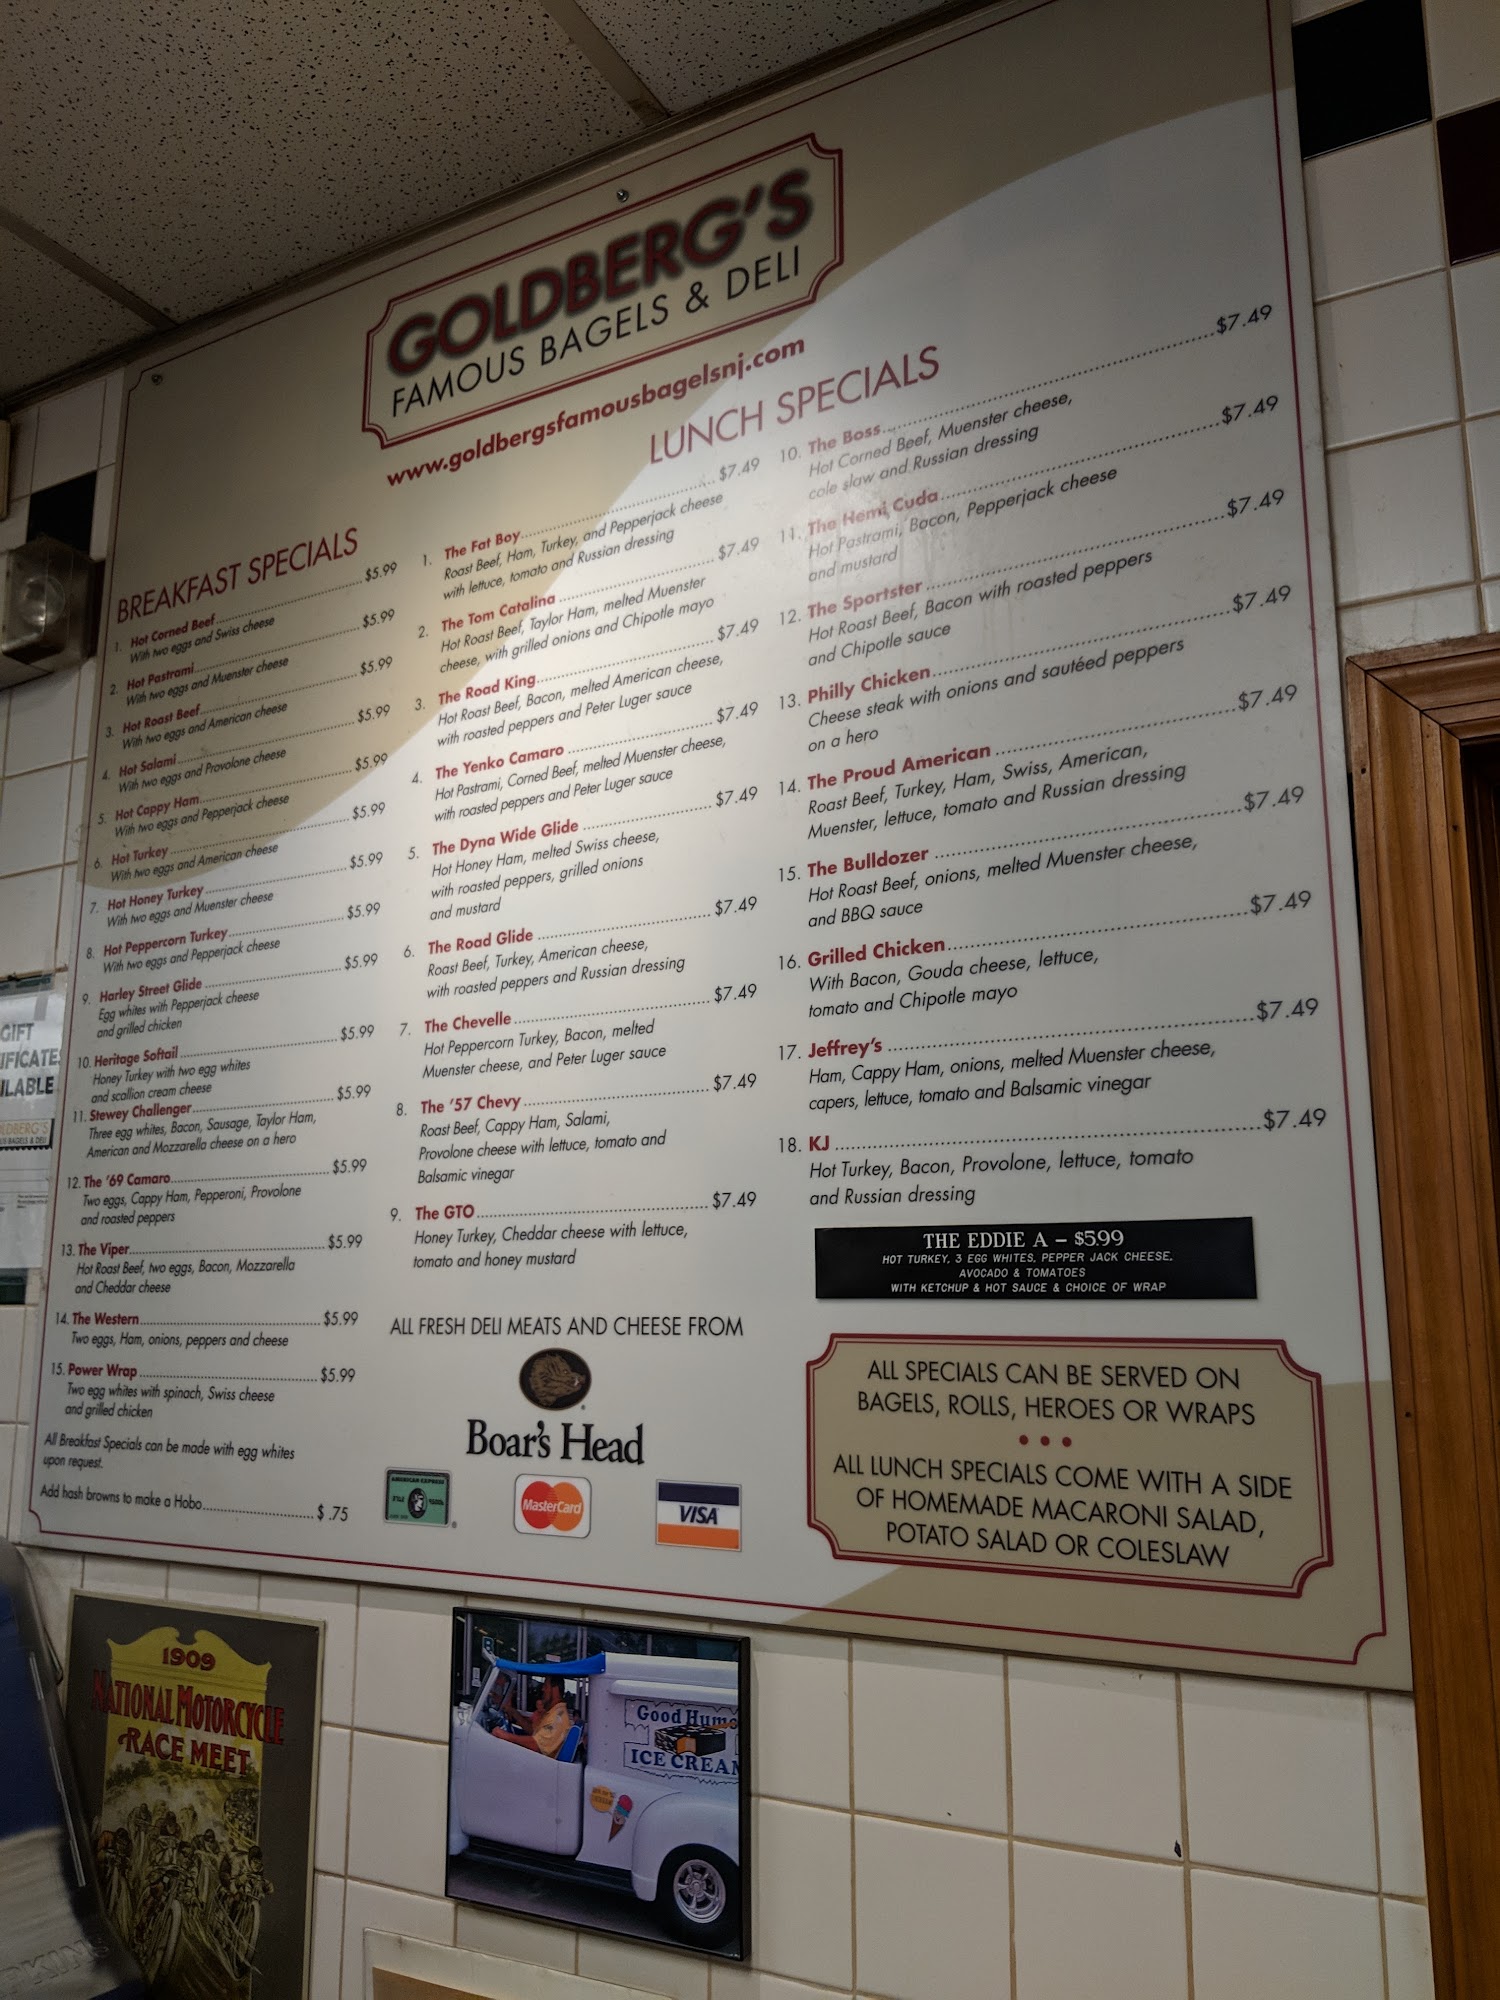 GOLDBERG'S
FAMOUS BAGELS & DELI
www.goldbergsfamousbagelsnj.com
BREAKFAST SPECIALS
1. Hot Corned Beef $5.99
With two eggs and Swiss cheese
2. Hot Pastrami $5.99
With two eggs and Muenster cheese
3. Hot Roast Beef $5.99
With two eggs and American cheese
4. Hot Salami $5.99
With two eggs and Provolone cheese
5. Hot Cappy Ham $5.99
With two eggs and Pepperjack cheese
6. Hot Turkey $5.99
With two eggs and American cheese
7. Hot Honey Turkey $5.99
With two eggs and Muenster cheese
8. Hot Peppercorn Turkey $5.99
With two eggs and Pepperjack cheese
9. Harley Street Glide $5.99
Egg whites with Pepperjack cheese
and grilled chicken
10. Heritage Softail $5.99
Honey Turkey with two egg whites
and scallion cream cheese
11. Stewey Challenger $5.99
Three egg whites, Bacon, Sausage, Taylor Ham,
American and Mozzarella cheese on a hero
12. The '69 Camaro $5.99
Two eggs, Cappy Ham, Pepperoni, Provolone
and roasted peppers
13. The Viper $5.99
Hot Roast Beef, two eggs, Bacon, Mozzarella
and Cheddar cheese
14. The Western $5.99
Two eggs, Ham, onions, peppers and cheese
15. Power Wrap $5.99
Two egg whites with spinach, Swiss cheese
and grilled chicken
All Breakfast Specials can be made with egg whites
upon request.
Add hash browns to make a Hobo $ .75
LUNCH SPECIALS
1. The Fat Boy $7.49
Roast Beef, Ham, Turkey, and Pepperjack cheese
with lettuce, tomato and Russian dressing
2. The Tom Catalina $7.49
Hot Roast Beef, Taylor Ham, melted Muenster
cheese, with grilled onions and Chipotle mayo
3. The Road King $7.49
Hot Roast Beef, Bacon, melted American cheese,
with roasted peppers and Peter Luger sauce
4. The Yenko Camaro $7.49
Hot Pastrami, Corned Beef, melted Muenster cheese,
with roasted peppers and Peter Luger sauce
5. The Dyna Wide Glide $7.49
Hot Honey Ham, melted Swiss cheese,
with roasted peppers, grilled onions
and mustard
6. The Road Glide $7.49
Roast Beef, Turkey, American cheese,
with roasted peppers and Russian dressing
7. The Chevelle $7.49
Hot Peppercorn Turkey, Bacon, melted
Muenster cheese, and Peter Luger sauce
8. The '57 Chevy $7.49
Roast Beef, Cappy Ham, Salami,
Provolone cheese with lettuce, tomato and
Balsamic vinegar
9. The GTO $7.49
Honey Turkey, Cheddar cheese with lettuce,
tomato and honey mustard
10. The Boss $7.49
Hot Corned Beef, Muenster cheese,
cole slaw and Russian dressing
11. The Hemi Cuda $7.49
Hot Pastrami, Bacon, Pepperjack cheese
and mustard
12. The Sportster $7.49
Hot Roast Beef, Bacon with roasted peppers
and Chipotle sauce
13. Philly Chicken $7.49
Cheese steak with onions and sautéed peppers
on a hero
14. The Proud American $7.49
Roast Beef, Turkey, Ham, Swiss, American,
Muenster, lettuce, tomato and Russian dressing
15. The Bulldozer $7.49
Hot Roast Beef, onions, melted Muenster cheese,
and BBQ sauce
16. Grilled Chicken $7.49
With Bacon, Gouda cheese, lettuce,
tomato and Chipotle mayo
17. Jeffrey's $7.49
Ham, Cappy Ham, onions, melted Muenster cheese,
capers, lettuce, tomato and Balsamic vinegar
18. KJ $7.49
Hot Turkey, Bacon, Provolone, lettuce, tomato
and Russian dressing
THE EDDIE A – $5.99
HOT TURKEY, 3 EGG WHITES, PEPPER JACK CHEESE,
AVOCADO & TOMATOES
WITH KETCHUP & HOT SAUCE & CHOICE OF WRAP
ALL FRESH DELI MEATS AND CHEESE FROM
Boar's Head
AMERICAN EXPRESS
MasterCard
VISA
ALL SPECIALS CAN BE SERVED ON
BAGELS, ROLLS, HEROES OR WRAPS
ALL LUNCH SPECIALS COME WITH A SIDE
OF HOMEMADE MACARONI SALAD,
POTATO SALAD OR COLESLAW
GIFT
IFICATES
ILABLE
LDBERG'S
US BAGELS & DELI
1909
NATIONAL MOTORCYCLE
RACE MEET
Good Hum
ICE CREAM